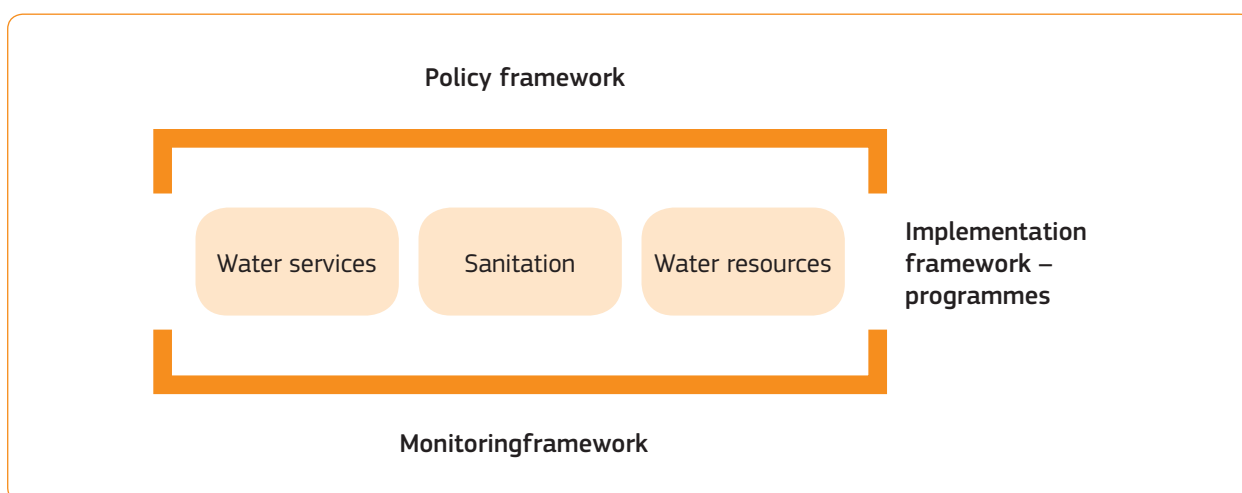 Policy framework
Water services
Sanitation
Water resources
Implementation
framework –
programmes
Monitoringframework